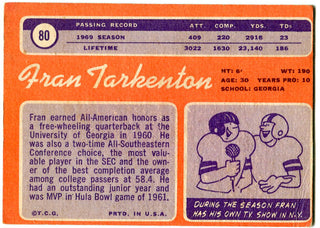 80
PASSING RECORD ATT. COMP. YDS. TD
1969 SEASON 409 220 2918 23
LIFETIME 3022 1630 23,140 186
Fran Tarkenton
HT: 6' WT: 190
AGE: 30 YEARS PRO: 10
SCHOOL: GEORGIA
Fran earned All-American honors as
a free-wheeling quarterback at the
University of Georgia in 1960. He
was also a two-time All-Southeastern
Conference choice, the most valu-
able player in the SEC and the own-
er of the best completion average
among college passers at 58.4. He
had an outstanding junior year and
was MVP in Hula Bowl game of 1961.
©T.C.G. PRTD. IN U.S.A.
DURING THE SEASON FRAN
HAS HIS OWN TV SHOW IN N.Y.